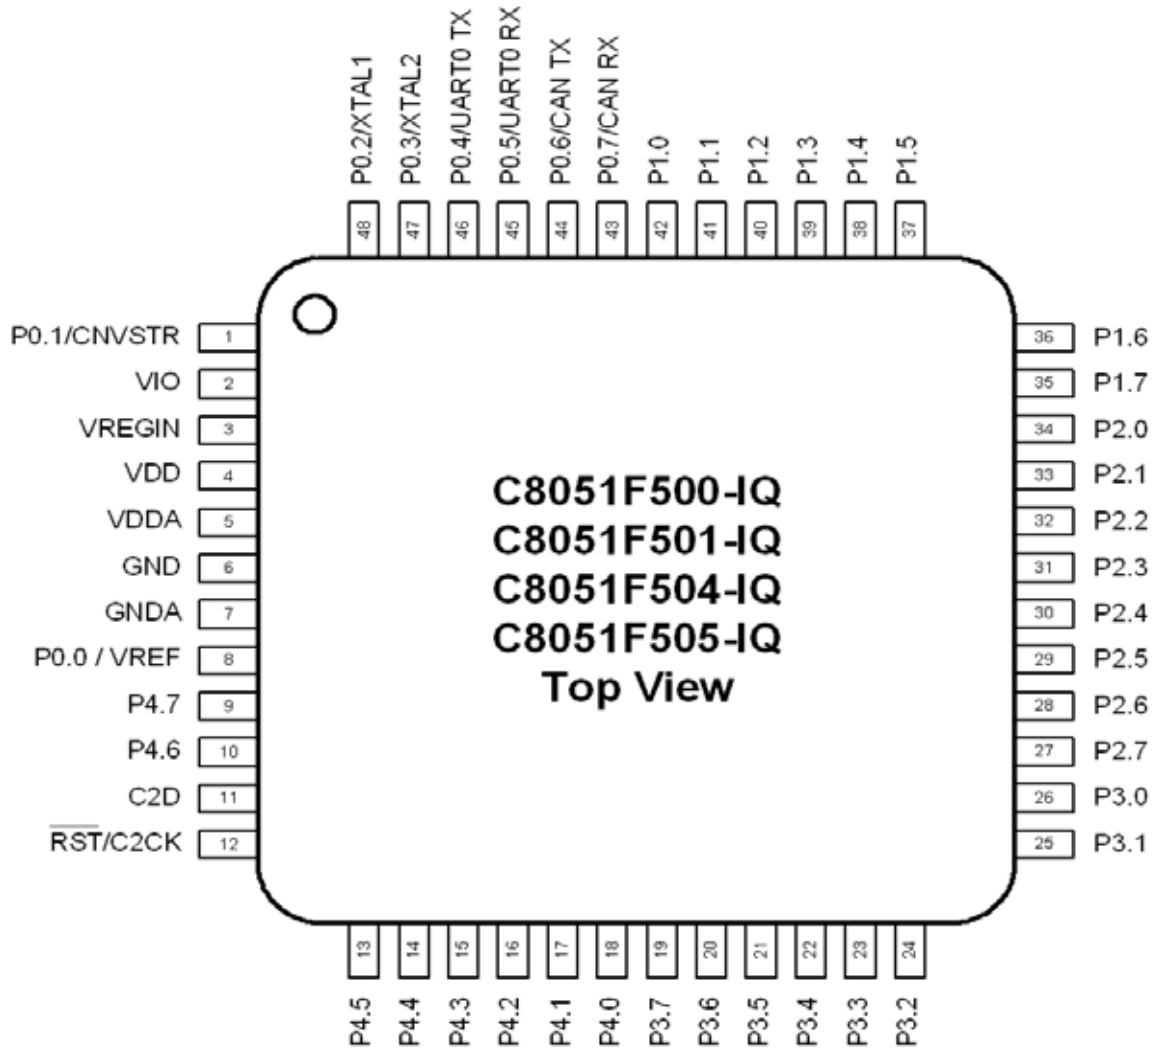 P0.2/XTAL1
P0.3/XTAL2
P0.4/UART0 TX
P0.5/UART0 RX
P0.6/CAN TX
P0.7/CAN RX
P1.0
P1.1
P1.2
P1.3
P1.4
P1.5
48
47
46
45
44
43
42
41
40
39
38
37
P0.1/CNVSTR 1
VIO 2
VREGIN 3
VDD 4
VDDA 5
GND 6
GNDA 7
P0.0 / VREF 8
P4.7 9
P4.6 10
C2D 11
R̅S̅T̅/C2CK 12
C8051F500-IQ
C8051F501-IQ
C8051F504-IQ
C8051F505-IQ
Top View
36 P1.6
35 P1.7
34 P2.0
33 P2.1
32 P2.2
31 P2.3
30 P2.4
29 P2.5
28 P2.6
27 P2.7
26 P3.0
25 P3.1
13
14
15
16
17
18
19
20
21
22
23
24
P4.5
P4.4
P4.3
P4.2
P4.1
P4.0
P3.7
P3.6
P3.5
P3.4
P3.3
P3.2